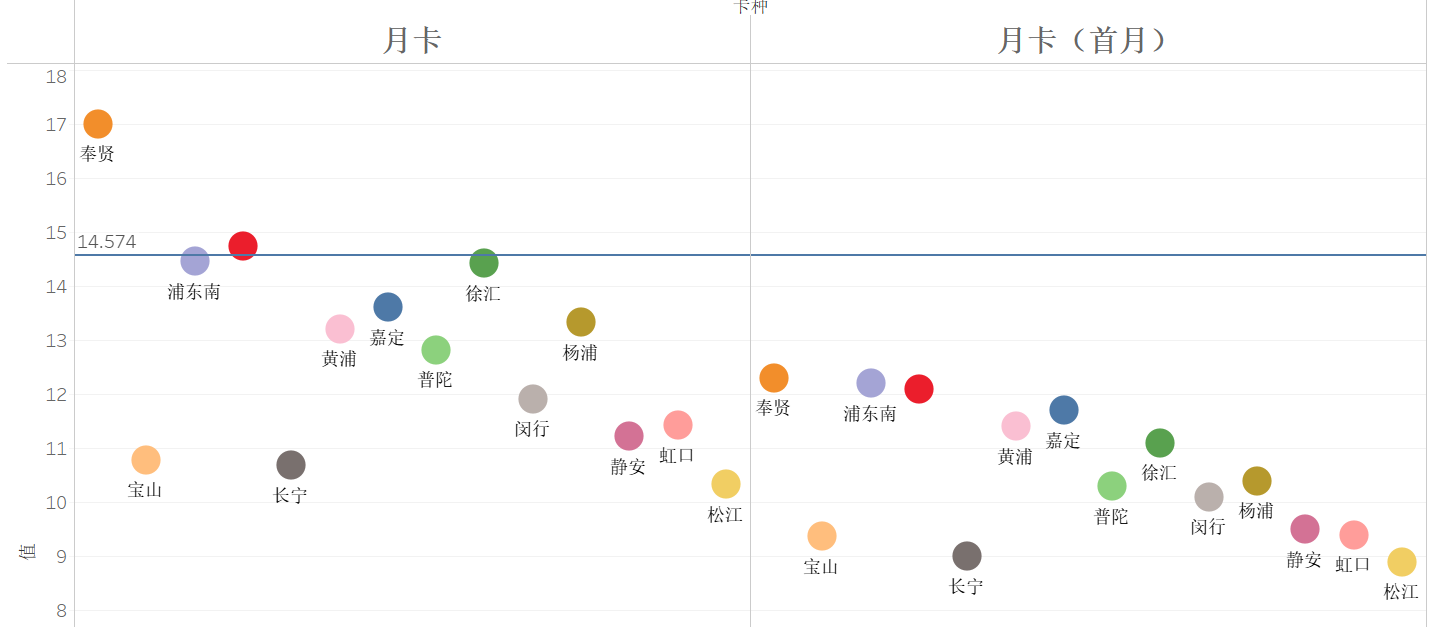 卡种
月卡
月卡（首月）
18
17
16
15
14
13
12
11
10
9
8
值
14.574
奉贤
浦东南
徐汇
嘉定
黄浦
杨浦
普陀
闵行
虹口
静安
宝山
长宁
松江
奉贤
浦东南
嘉定
黄浦
徐汇
普陀
杨浦
闵行
静安
虹口
宝山
长宁
松江